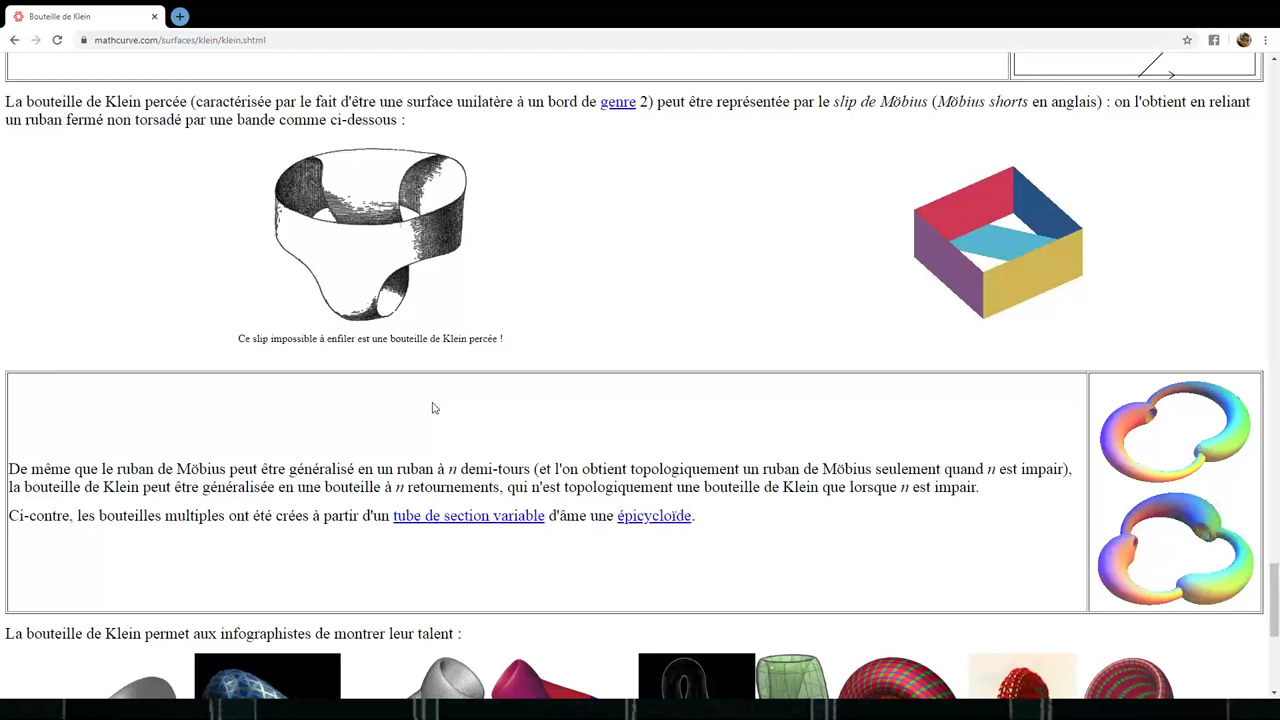 Bouteille de Klein
mathcurve.com/surfaces/klein/klein.shtml
La bouteille de Klein percée (caractérisée par le fait d'être une surface unilatère à un bord de genre 2) peut être représentée par le slip de Möbius (Möbius shorts en anglais) : on l'obtient en reliant
un ruban fermé non torsadé par une bande comme ci-dessous :
Ce slip impossible à enfiler est une bouteille de Klein percée !
De même que le ruban de Möbius peut être généralisé en un ruban à n demi-tours (et l'on obtient topologiquement un ruban de Möbius seulement quand n est impair),
la bouteille de Klein peut être généralisée en une bouteille à n retournements, qui n'est topologiquement une bouteille de Klein que lorsque n est impair.
Ci-contre, les bouteilles multiples ont été crées à partir d'un tube de section variable d'âme une épicycloïde.
La bouteille de Klein permet aux infographistes de montrer leur talent :